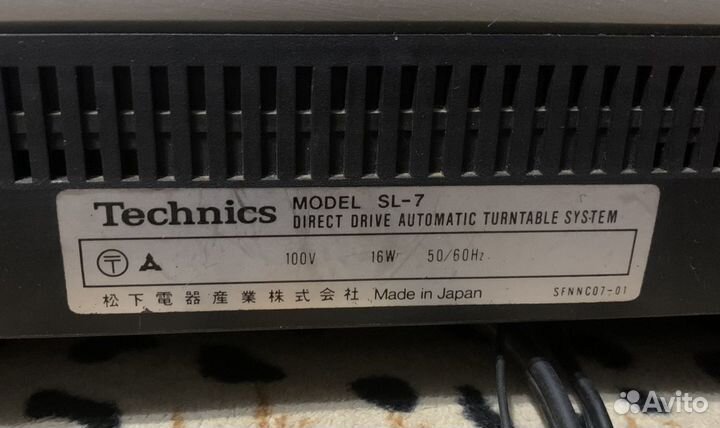 Technics MODEL SL-7
DIRECT DRIVE AUTOMATIC TURNTABLE SYSTEM
〒 100V 16W 50/60Hz
松下電器産業株式会社 Made in Japan SFNNC07-01
Avito